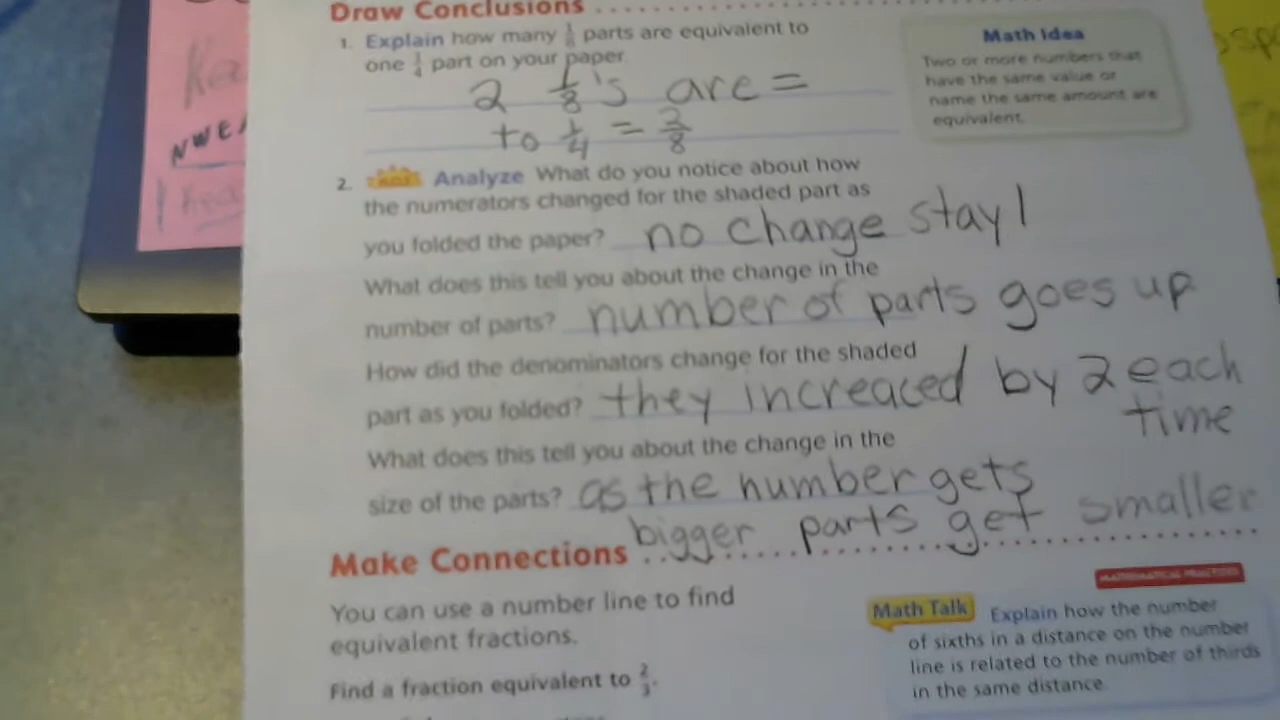 Draw Conclusions
1. Explain how many 1/8 parts are equivalent to
one 1/4 part on your paper.
2 1/8's are =
to 1/4 = 2/8
Math Idea
Two or more numbers that
have the same value or
name the same amount are
equivalent.
2. Analyze What do you notice about how
the numerators changed for the shaded part as
you folded the paper? no change stay 1
What does this tell you about the change in the
number of parts? number of parts goes up
How did the denominators change for the shaded
part as you folded? they increased by 2 each
time
What does this tell you about the change in the
size of the parts? as the number gets
bigger parts get smaller
Make Connections
You can use a number line to find
equivalent fractions.
Find a fraction equivalent to 2/3.
MATHEMATICAL PRACTICES
Math Talk Explain how the number
of sixths in a distance on the number
line is related to the number of thirds
in the same distance.
NWEA